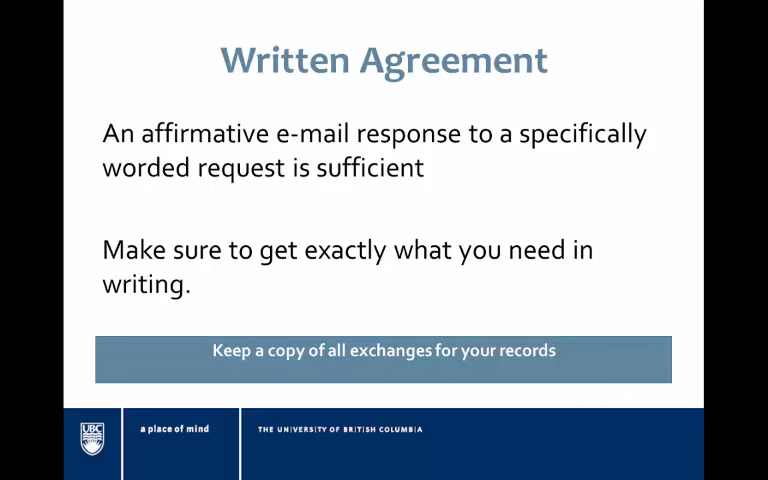 Written Agreement
An affirmative e-mail response to a specifically
worded request is sufficient
Make sure to get exactly what you need in
writing.
Keep a copy of all exchanges for your records
UBC
a place of mind
THE UNIVERSITY OF BRITISH COLUMBIA